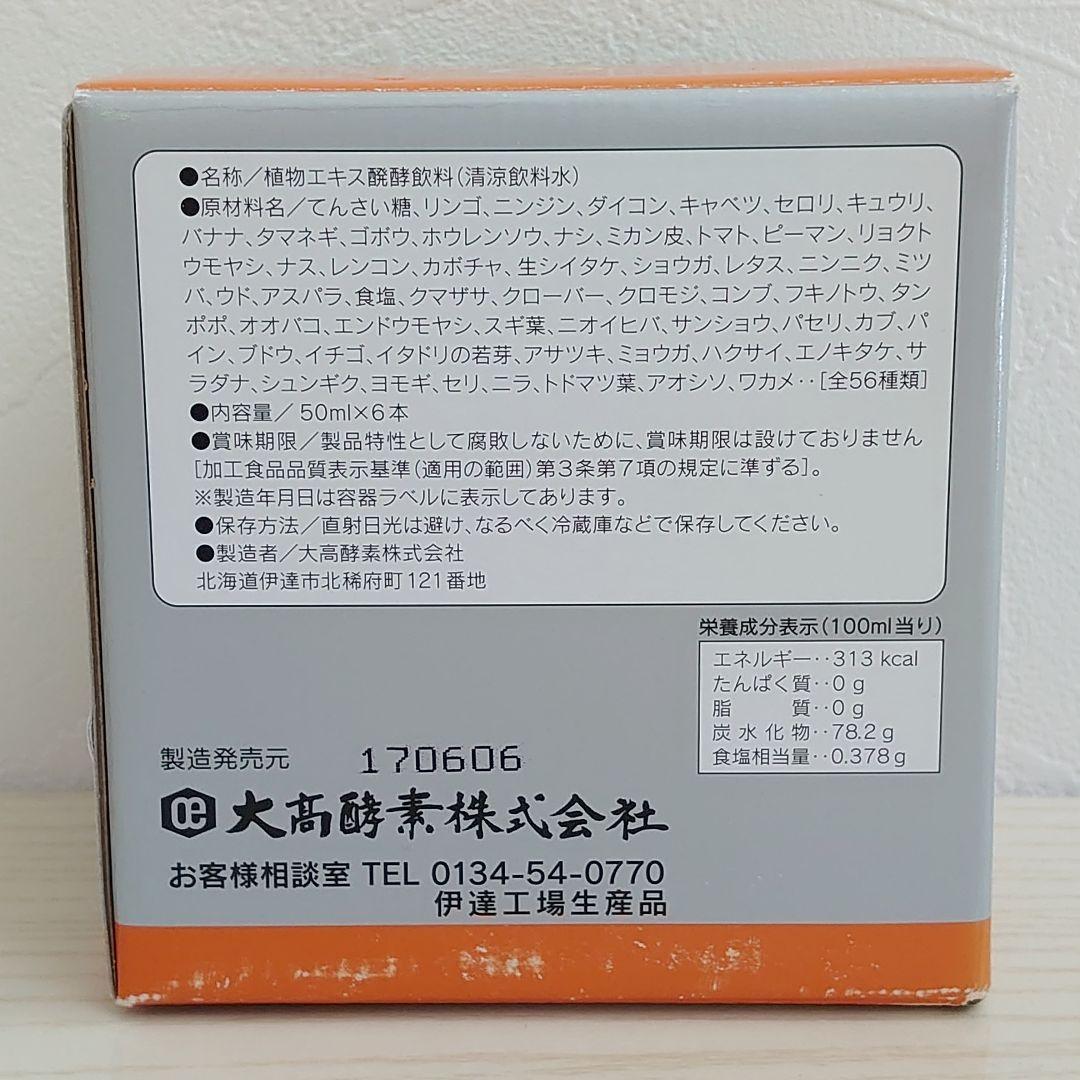 ●名称／植物エキス醗酵飲料(清涼飲料水)
●原材料名／てんさい糖、リンゴ、ニンジン、ダイコン、キャベツ、セロリ、キュウリ、
バナナ、タマネギ、ゴボウ、ホウレンソウ、ナシ、ミカン皮、トマト、ピーマン、リョクト
ウモヤシ、ナス、レンコン、カボチャ、生シイタケ、ショウガ、レタス、ニンニク、ミツ
バ、ウド、アスパラ、食塩、クマザサ、クローバー、クロモジ、コンブ、フキノトウ、タン
ポポ、オオバコ、エンドウモヤシ、スギ葉、ニオイヒバ、サンショウ、パセリ、カブ、パ
イン、ブドウ、イチゴ、イタドリの若芽、アサツキ、ミョウガ、ハクサイ、エノキタケ、サ
ラダナ、シュンギク、ヨモギ、セリ、ニラ、トドマツ葉、アオシソ、ワカメ‥[全56種類]
●内容量／50ml×6本
●賞味期限／製品特性として腐敗しないために、賞味期限は設けておりません
[加工食品品質表示基準(適用の範囲)第3条第7項の規定に準ずる]。
※製造年月日は容器ラベルに表示してあります。
●保存方法／直射日光は避け、なるべく冷蔵庫などで保存してください。
●製造者／大高酵素株式会社
北海道伊達市北稀府町121番地
栄養成分表示(100ml当り)
エネルギー‥313 kcal
たんぱく質‥0 g
脂　　　質‥0 g
炭水化物‥78.2 g
食塩相当量‥0.378 g
製造発売元 170606
大髙酵素株式会社
お客様相談室 TEL 0134-54-0770
伊達工場生産品